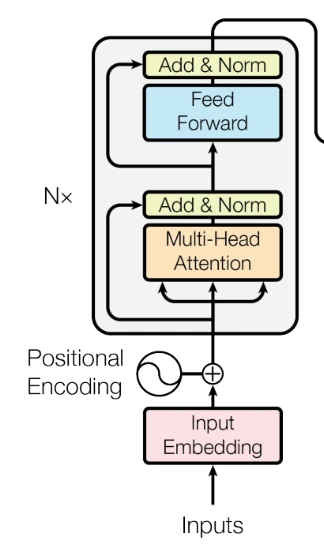 Add & Norm
Feed
Forward
N×
Add & Norm
Multi-Head
Attention
Positional
Encoding
Input
Embedding
Inputs